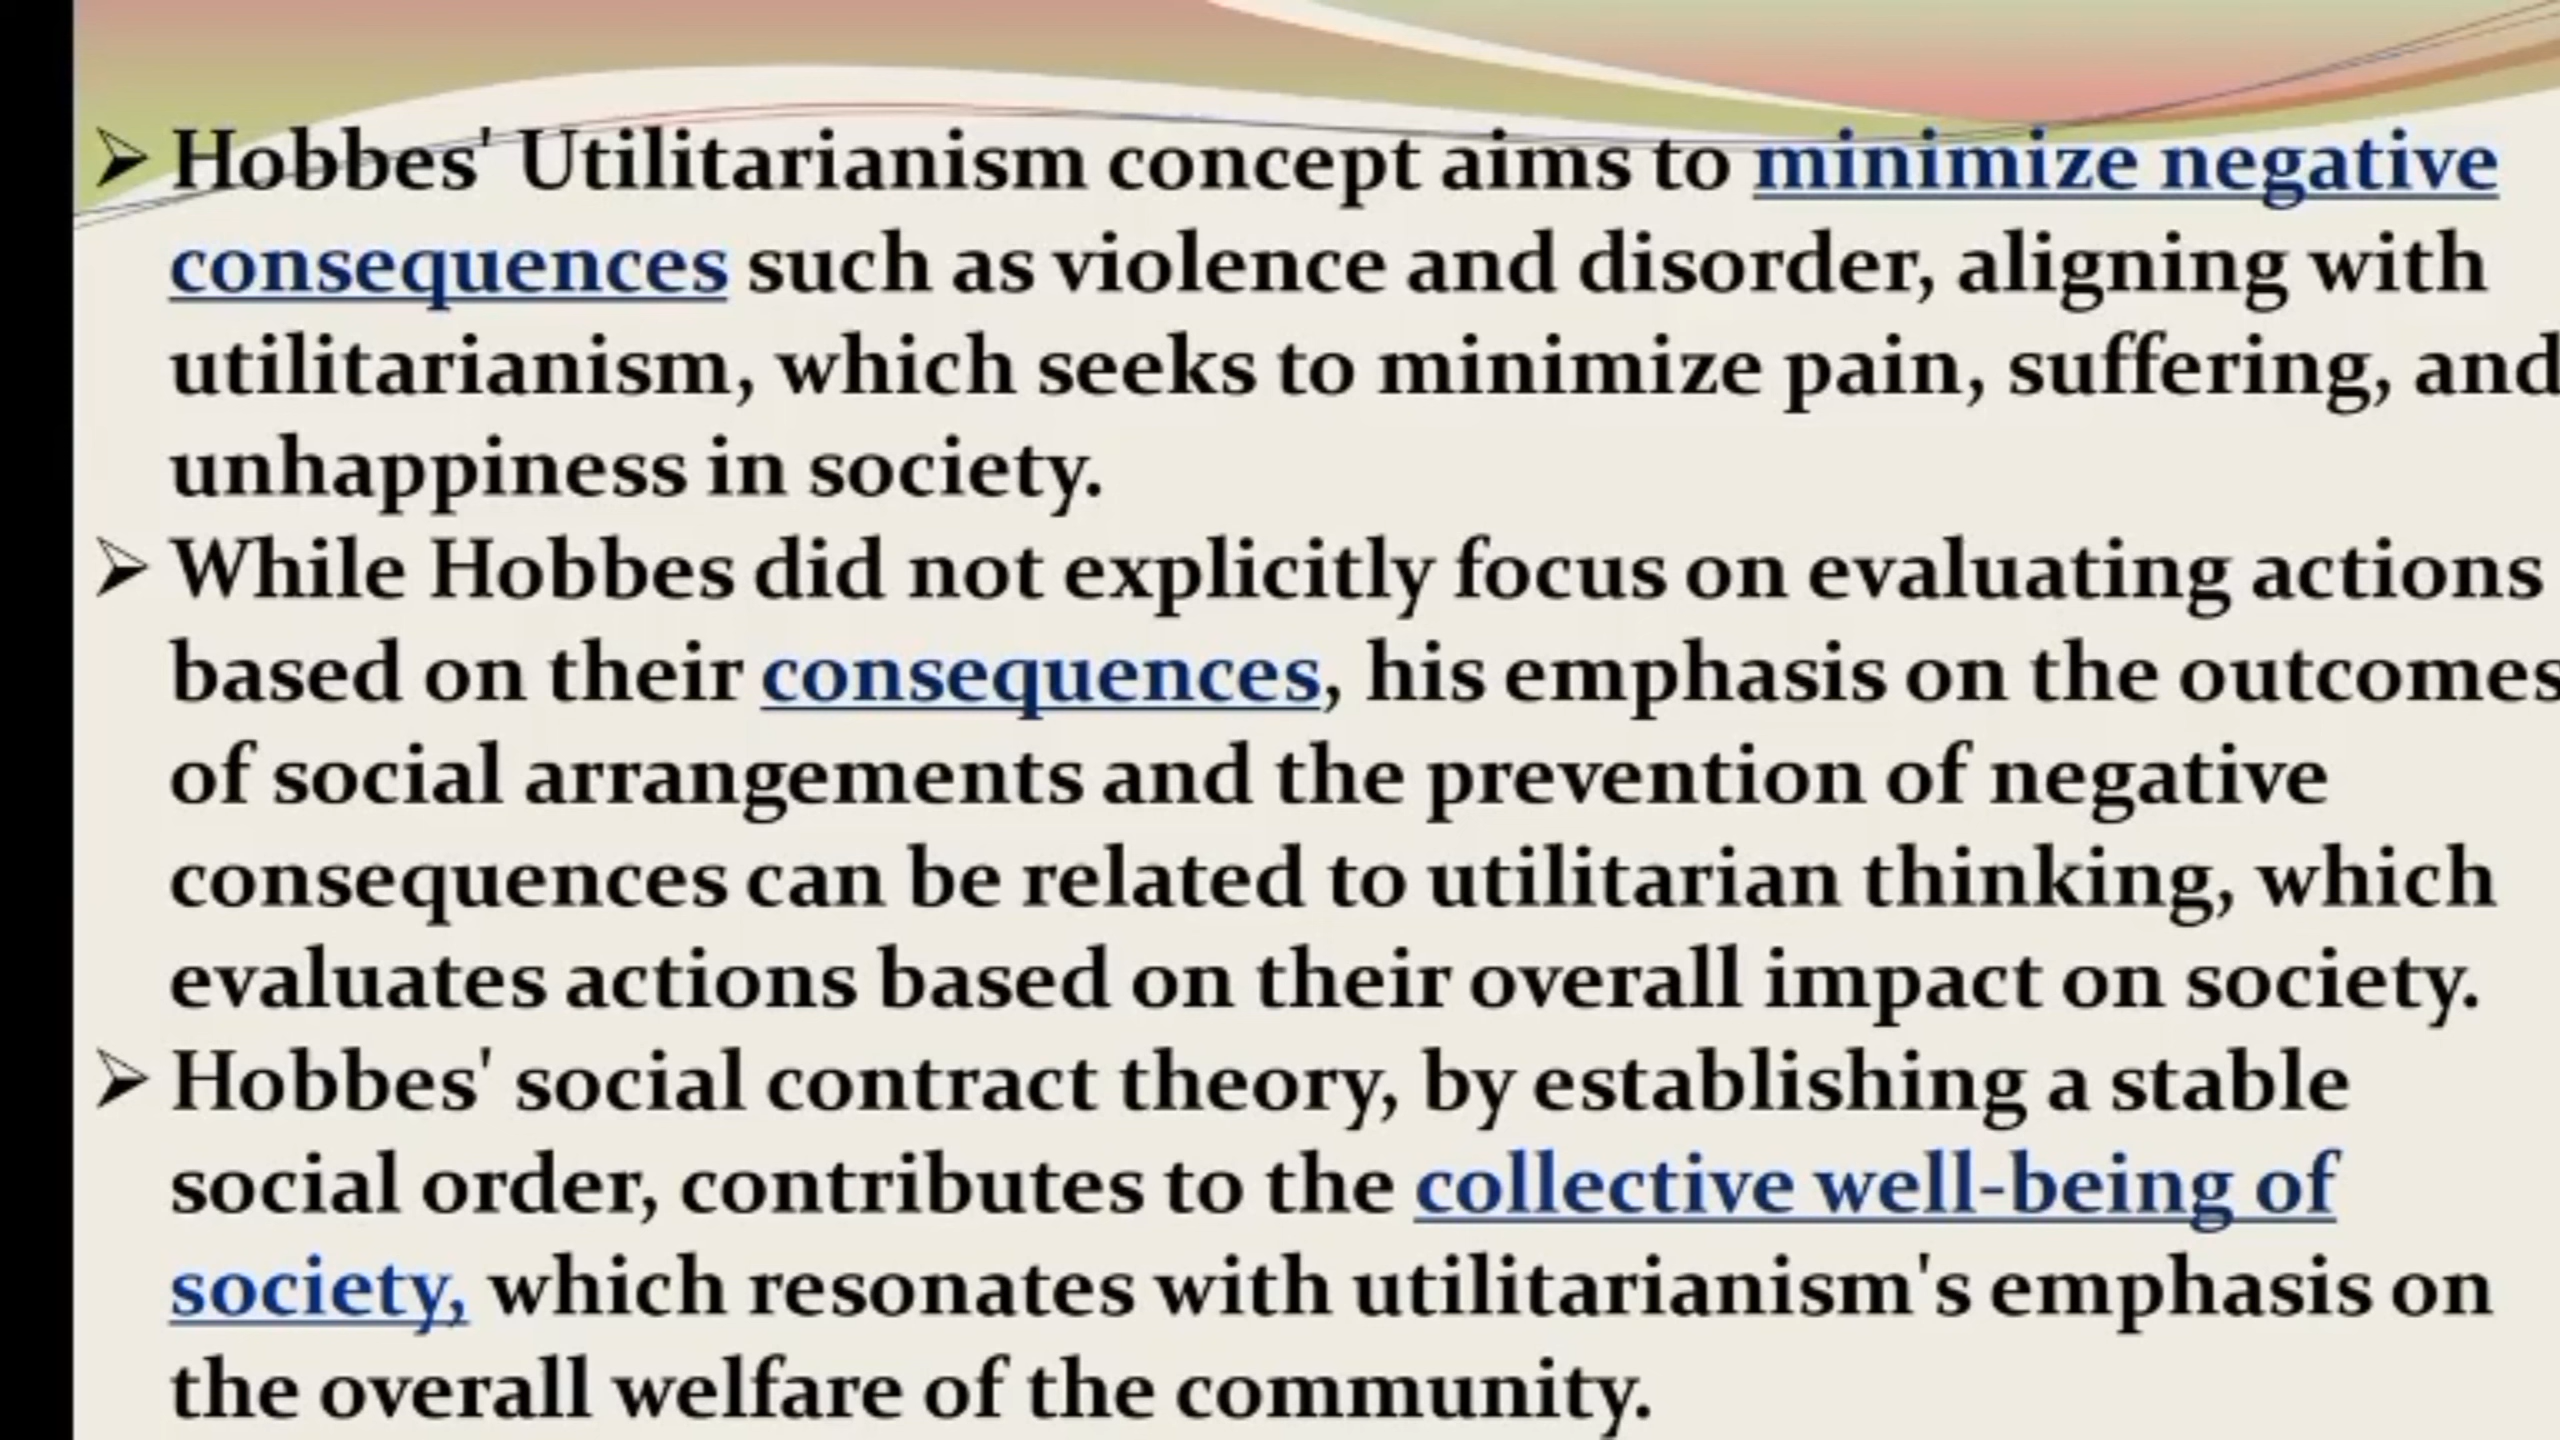 Hobbes' Utilitarianism concept aims to minimize negative
consequences such as violence and disorder, aligning with
utilitarianism, which seeks to minimize pain, suffering, and
unhappiness in society.
While Hobbes did not explicitly focus on evaluating actions
based on their consequences, his emphasis on the outcomes
of social arrangements and the prevention of negative
consequences can be related to utilitarian thinking, which
evaluates actions based on their overall impact on society.
Hobbes' social contract theory, by establishing a stable
social order, contributes to the collective well-being of
society, which resonates with utilitarianism's emphasis on
the overall welfare of the community.